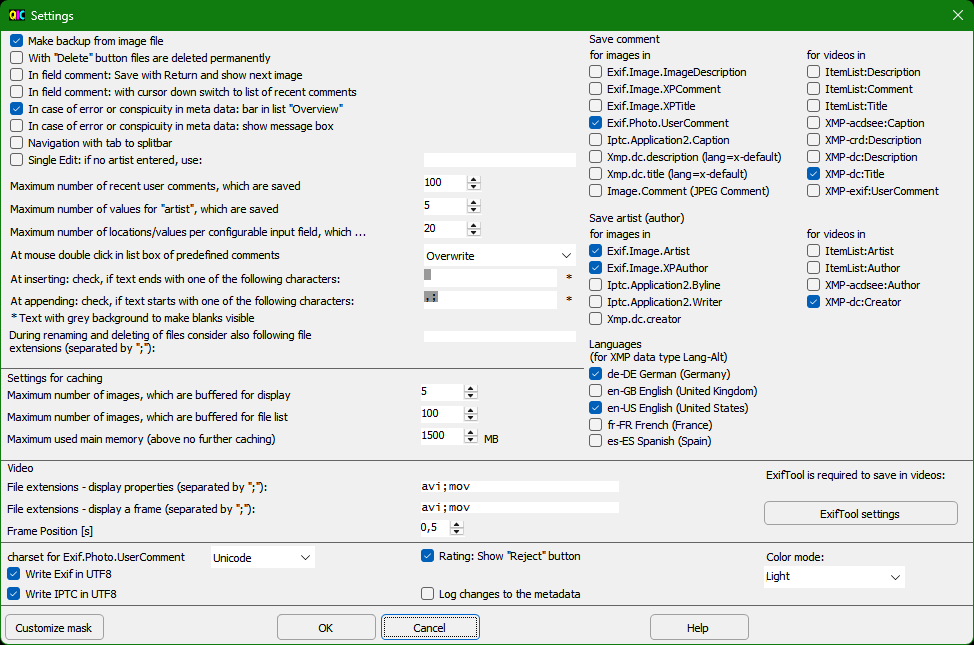 QIC Settings
Make backup from image file
With "Delete" button files are deleted permanently
In field comment: Save with Return and show next image
In field comment: with cursor down switch to list of recent comments
In case of error or conspicuity in meta data: bar in list "Overview"
In case of error or conspicuity in meta data: show message box
Navigation with tab to splitbar
Single Edit: if no artist entered, use:
Maximum number of recent user comments, which are saved 100
Maximum number of values for "artist", which are saved 5
Maximum number of locations/values per configurable input field, which ... 20
At mouse double click in list box of predefined comments Overwrite
At inserting: check, if text ends with one of the following characters: *
At appending: check, if text starts with one of the following characters: ,; *
* Text with grey background to make blanks visible
During renaming and deleting of files consider also following file
extensions (separated by ";"):
Save comment
for images in
Exif.Image.ImageDescription
Exif.Image.XPComment
Exif.Image.XPTitle
Exif.Photo.UserComment
Iptc.Application2.Caption
Xmp.dc.description (lang=x-default)
Xmp.dc.title (lang=x-default)
Image.Comment (JPEG Comment)
for videos in
ItemList:Description
ItemList:Comment
ItemList:Title
XMP-acdsee:Caption
XMP-crd:Description
XMP-dc:Description
XMP-dc:Title
XMP-exif:UserComment
Save artist (author)
for images in
Exif.Image.Artist
Exif.Image.XPAuthor
Iptc.Application2.Byline
Iptc.Application2.Writer
Xmp.dc.creator
for videos in
ItemList:Artist
ItemList:Author
XMP-acdsee:Author
XMP-dc:Creator
Languages
(for XMP data type Lang-Alt)
de-DE German (Germany)
en-GB English (United Kingdom)
en-US English (United States)
fr-FR French (France)
es-ES Spanish (Spain)
Settings for caching
Maximum number of images, which are buffered for display 5
Maximum number of images, which are buffered for file list 100
Maximum used main memory (above no further caching) 1500 MB
Video
File extensions - display properties (separated by ";"): avi;mov
File extensions - display a frame (separated by ";"): avi;mov
Frame Position [s] 0,5
ExifTool is required to save in videos:
ExifTool settings
charset for Exif.Photo.UserComment Unicode
Write Exif in UTF8
Write IPTC in UTF8
Rating: Show "Reject" button
Log changes to the metadata
Color mode:
Light
Customize mask OK Cancel Help